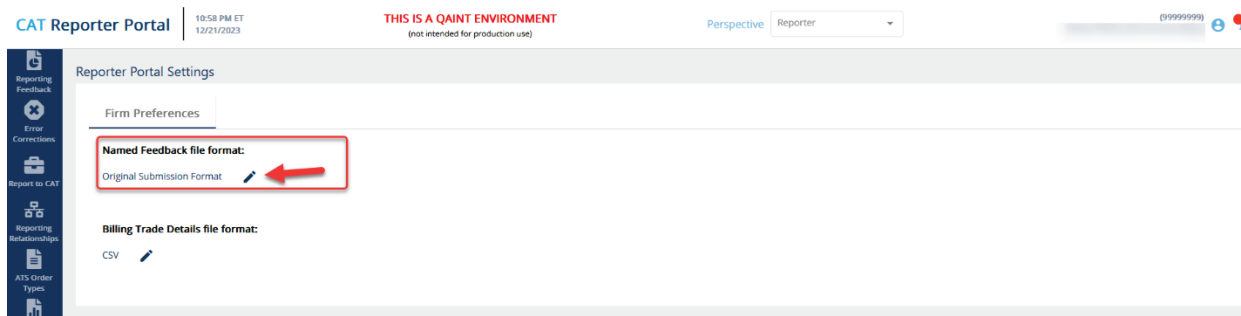 CAT Reporter Portal
10:58 PM ET
12/21/2023
THIS IS A QAINT ENVIRONMENT
(not intended for production use)
Perspective
Reporter
(99999999)
Reporting
Feedback
Error
Corrections
Report to CAT
Reporting
Relationships
ATS Order
Types
Reporter Portal Settings
Firm Preferences
Named Feedback file format:
Original Submission Format
Billing Trade Details file format:
CSV